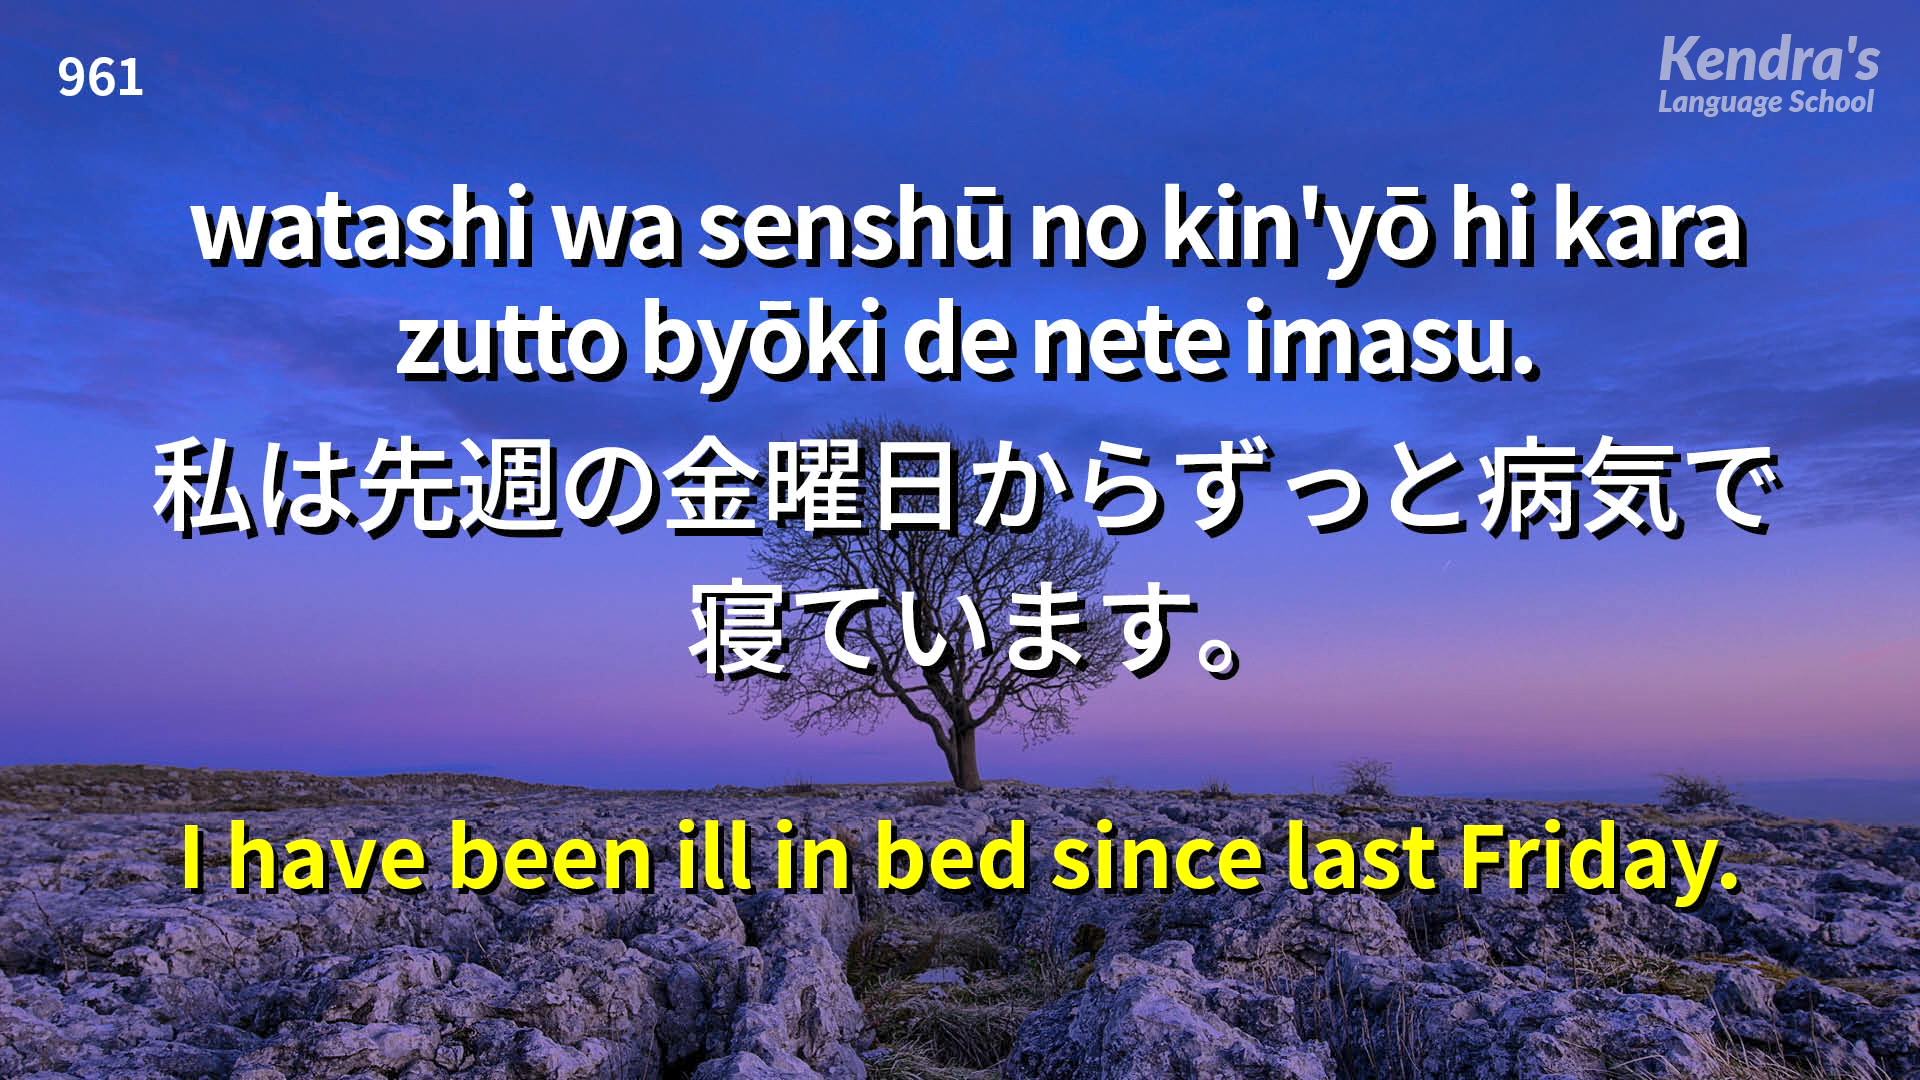 961
Kendra's
Language School
watashi wa senshū no kin'yō hi kara
zutto byōki de nete imasu.
私は先週の金曜日からずっと病気で
寝ています。
I have been ill in bed since last Friday.